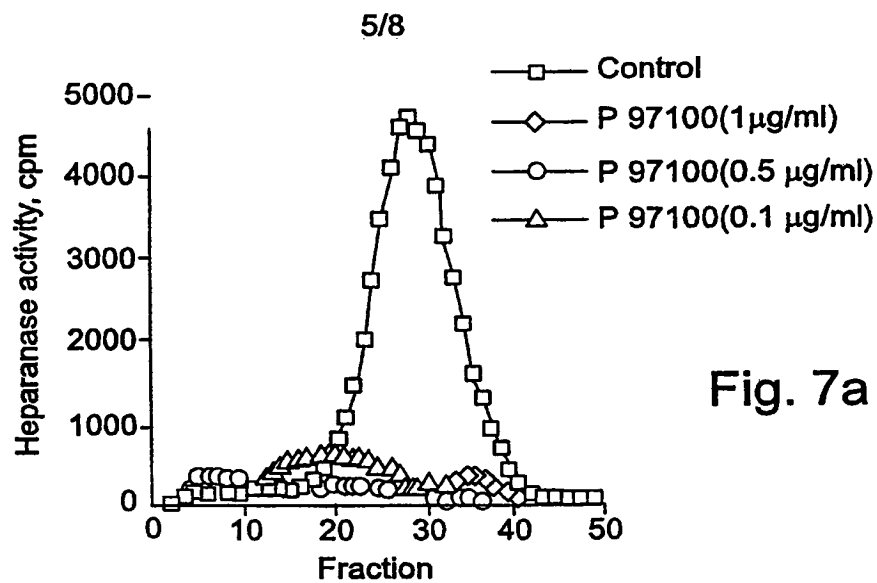 5/8
Control
P 97100(1µg/ml)
P 97100(0.5 µg/ml)
P 97100(0.1 µg/ml)
Heparanase activity, cpm
5000
4000
3000
2000
1000
0
0 10 20 30 40 50
Fraction
Fig. 7a